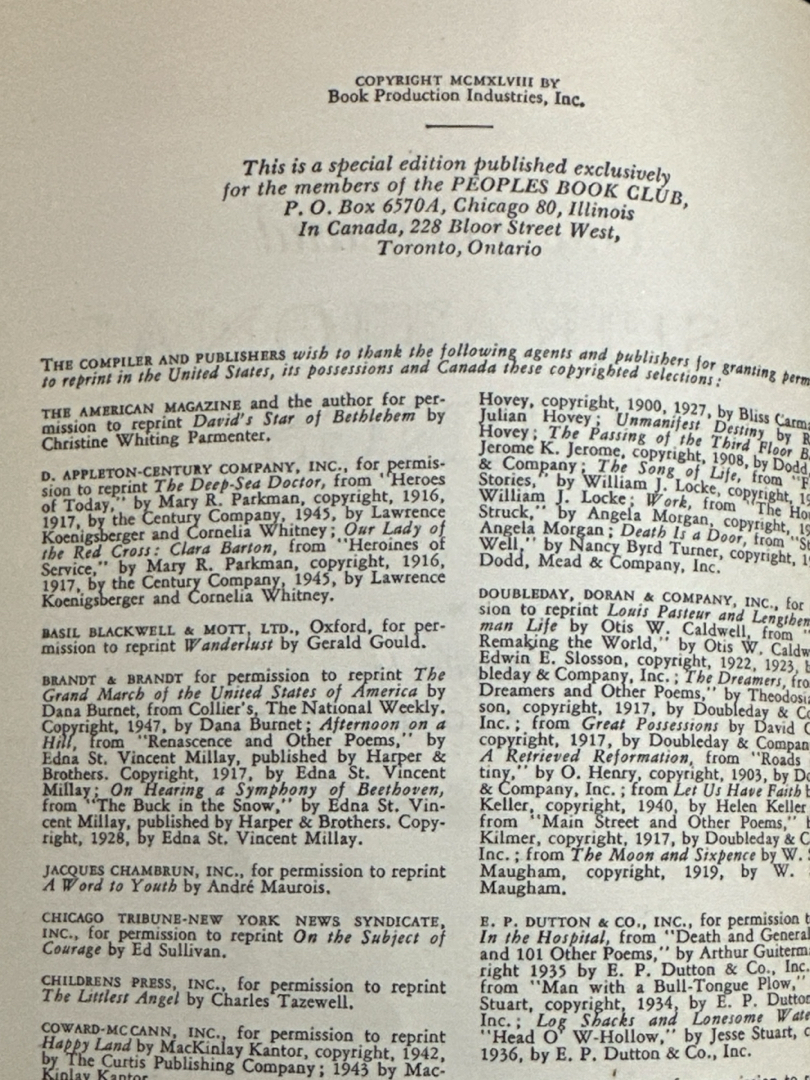 COPYRIGHT MCMXLVIII BY
Book Production Industries, Inc.
This is a special edition published exclusively
for the members of the PEOPLES BOOK CLUB,
P. O. Box 6570A, Chicago 80, Illinois
In Canada, 228 Bloor Street West,
Toronto, Ontario
THE COMPILER AND PUBLISHERS wish to thank the following agents and publishers for granting perm
to reprint in the United States, its possessions and Canada these copyrighted selections:
THE AMERICAN MAGAZINE and the author for per-
mission to reprint David's Star of Bethlehem by
Christine Whiting Parmenter.
D. APPLETON-CENTURY COMPANY, INC., for permis-
sion to reprint The Deep-Sea Doctor, from "Heroes
of Today," by Mary R. Parkman, copyright, 1916,
1917, by the Century Company, 1945, by Lawrence
Koenigsberger and Cornelia Whitney; Our Lady of
the Red Cross: Clara Barton, from "Heroines of
Service," by Mary R. Parkman, copyright, 1916,
1917, by the Century Company, 1945, by Lawrence
Koenigsberger and Cornelia Whitney.
BASIL BLACKWELL & MOTT, LTD., Oxford, for per-
mission to reprint Wanderlust by Gerald Gould.
BRANDT & BRANDT for permission to reprint The
Grand March of the United States of America by
Dana Burnet, from Collier's, The National Weekly.
Copyright, 1947, by Dana Burnet; Afternoon on a
Hill, from "Renascence and Other Poems," by
Edna St. Vincent Millay, published by Harper &
Brothers. Copyright, 1917, by Edna St. Vincent
Millay; On Hearing a Symphony of Beethoven,
from "The Buck in the Snow," by Edna St. Vin-
cent Millay, published by Harper & Brothers. Copy-
right, 1928, by Edna St. Vincent Millay.
JACQUES CHAMBRUN, INC., for permission to reprint
A Word to Youth by André Maurois.
CHICAGO TRIBUNE-NEW YORK NEWS SYNDICATE,
INC., for permission to reprint On the Subject of
Courage by Ed Sullivan.
CHILDRENS PRESS, INC., for permission to reprint
The Littlest Angel by Charles Tazewell.
COWARD-MCCANN, INC., for permission to reprint
Happy Land by MacKinlay Kantor, copyright, 1942,
by The Curtis Publishing Company; 1943 by Mac-
Kinlay Kantor.
Hovey, copyright, 1900, 1927, by Bliss Carma
Julian Hovey; Unmanifest Destiny by R
Hovey; The Passing of the Third Floor B
Jerome K. Jerome, copyright, 1908, by Dodd
& Company; The Song of Life, from "F
Stories," by William J. Locke, copyright, 19
William J. Locke; Work, from "The Ho
Struck," by Angela Morgan, copyright, 19
Angela Morgan; Death Is a Door, from "St
Well," by Nancy Byrd Turner, copyright, 1
Dodd, Mead & Company, Inc.
DOUBLEDAY, DORAN & COMPANY, INC., for
sion to reprint Louis Pasteur and Lengthen
man Life by Otis W. Caldwell, from "
Remaking the World," by Otis W. Caldw
Edwin E. Slosson, copyright, 1922, 1923, b
bleday & Company, Inc.; The Dreamers, fro
Dreamers and Other Poems," by Theodosi
son, copyright, 1917, by Doubleday & Co
Inc.; from Great Possessions by David G
copyright, 1917, by Doubleday & Compan
A Retrieved Reformation, from "Roads
tiny," by O. Henry, copyright, 1903, by Do
& Company, Inc.; from Let Us Have Faith b
Keller, copyright, 1940, by Helen Keller
from "Main Street and Other Poems," b
Kilmer, copyright, 1917, by Doubleday & C
Inc.; from The Moon and Sixpence by W. S
Maugham, copyright, 1919, by W.
Maugham.
E. P. DUTTON & CO., INC., for permission t
In the Hospital, from "Death and General
and 101 Other Poems," by Arthur Guiterm
right 1935 by E. P. Dutton & Co., Inc.
from "Man with a Bull-Tongue Plow,"
Stuart, copyright, 1934, by E. P. Dutton
Inc.; Log Shacks and Lonesome Wate
"Head O' W-Hollow," by Jesse Stuart, c
1936, by E. P. Dutton & Co., Inc.